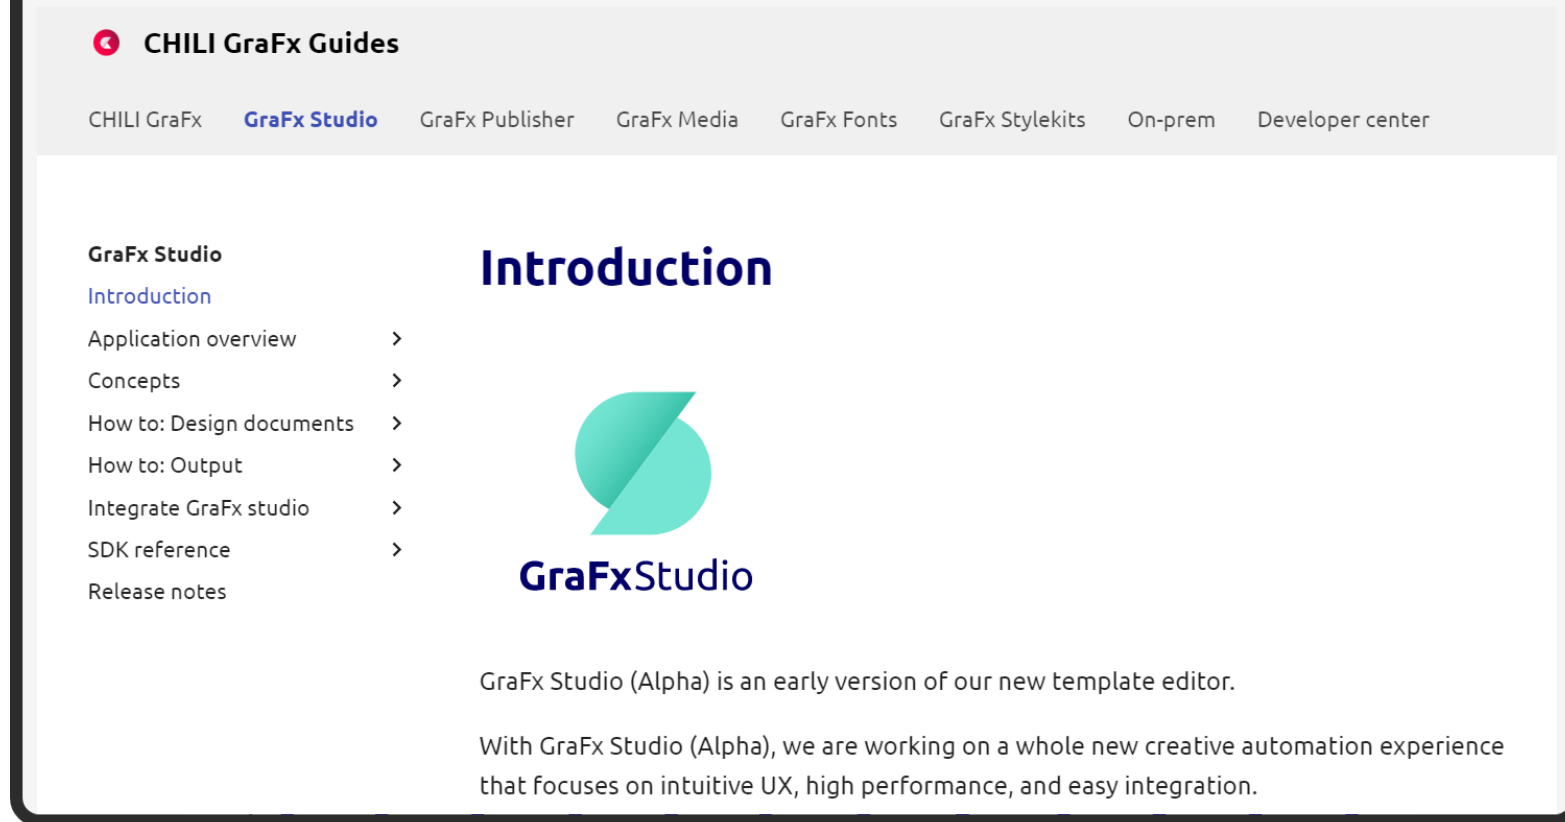 CHILI GraFx Guides
CHILI GraFx GraFx Studio GraFx Publisher GraFx Media GraFx Fonts GraFx Stylekits On-prem Developer center
GraFx Studio
Introduction
Application overview
Concepts
How to: Design documents
How to: Output
Integrate GraFx studio
SDK reference
Release notes
Introduction
GraFxStudio
GraFx Studio (Alpha) is an early version of our new template editor.
With GraFx Studio (Alpha), we are working on a whole new creative automation experience
that focuses on intuitive UX, high performance, and easy integration.